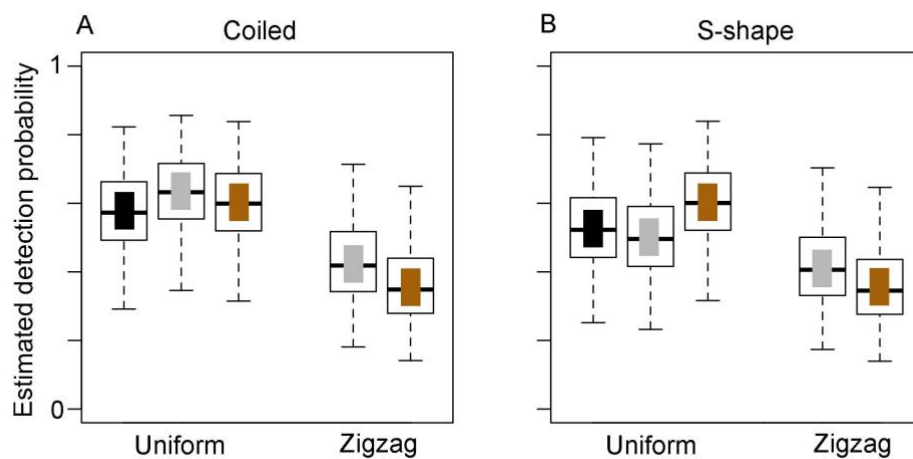 A
Coiled
B
S-shape
Estimated detection probability
1
0
Uniform
Zigzag
Uniform
Zigzag